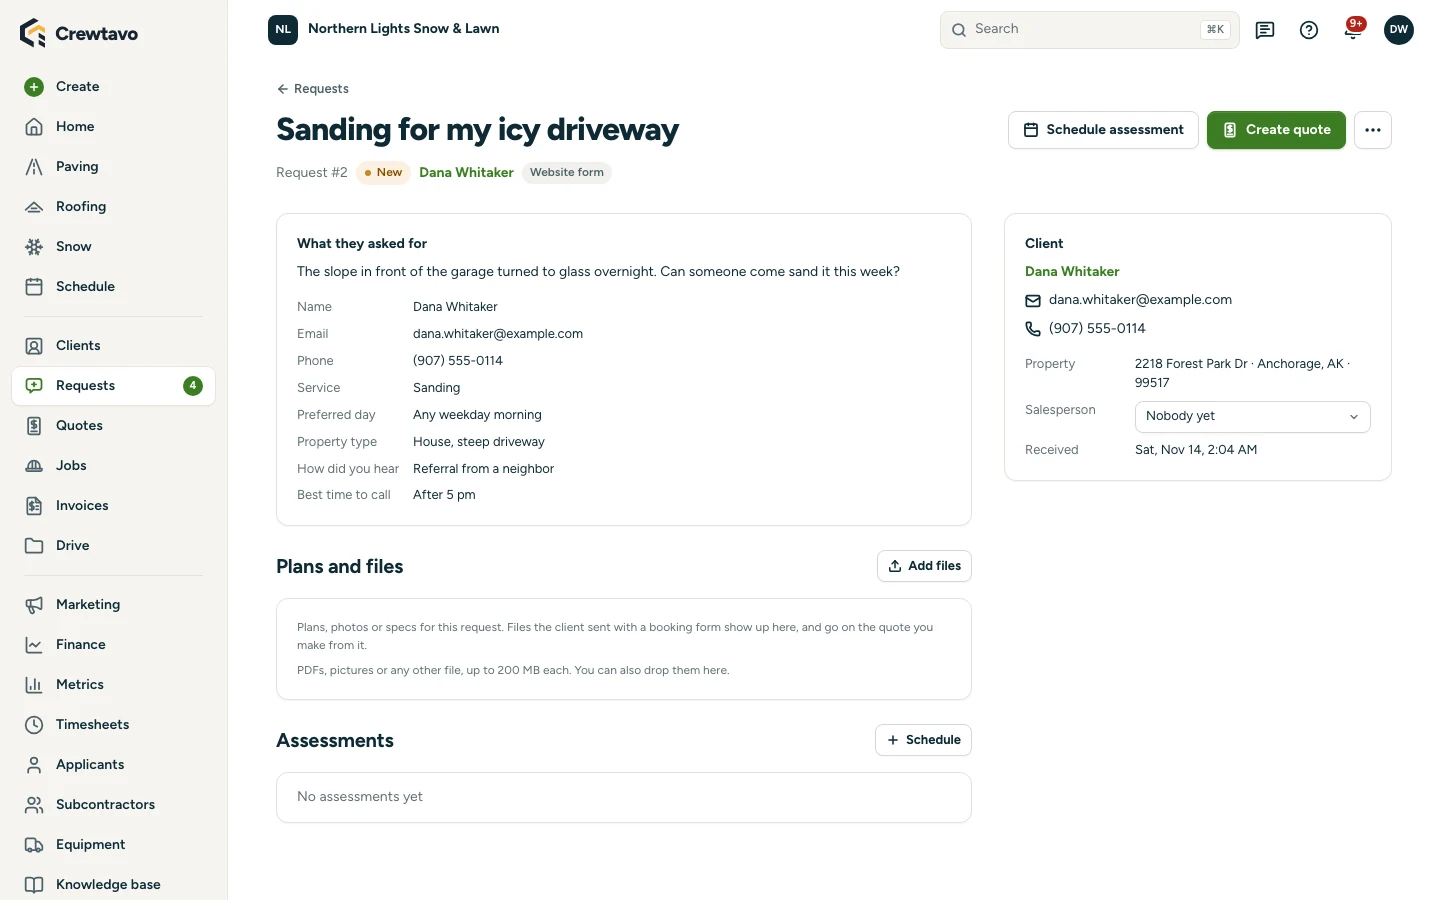 Crewtavo
Create
Home
Paving
Roofing
Snow
Schedule
Clients
Requests 4
Quotes
Jobs
Invoices
Drive
Marketing
Finance
Metrics
Timesheets
Applicants
Subcontractors
Equipment
Knowledge base
NL Northern Lights Snow & Lawn
Search ⌘K
9+
DW
← Requests
Sanding for my icy driveway
Schedule assessment
Create quote
Request #2 New Dana Whitaker Website form
What they asked for
The slope in front of the garage turned to glass overnight. Can someone come sand it this week?
Name Dana Whitaker
Email dana.whitaker@example.com
Phone (907) 555-0114
Service Sanding
Preferred day Any weekday morning
Property type House, steep driveway
How did you hear Referral from a neighbor
Best time to call After 5 pm
Client
Dana Whitaker
dana.whitaker@example.com
(907) 555-0114
Property 2218 Forest Park Dr · Anchorage, AK ·
99517
Salesperson Nobody yet
Received Sat, Nov 14, 2:04 AM
Plans and files
Add files
Plans, photos or specs for this request. Files the client sent with a booking form show up here, and go on the quote you
make from it.
PDFs, pictures or any other file, up to 200 MB each. You can also drop them here.
Assessments
+ Schedule
No assessments yet